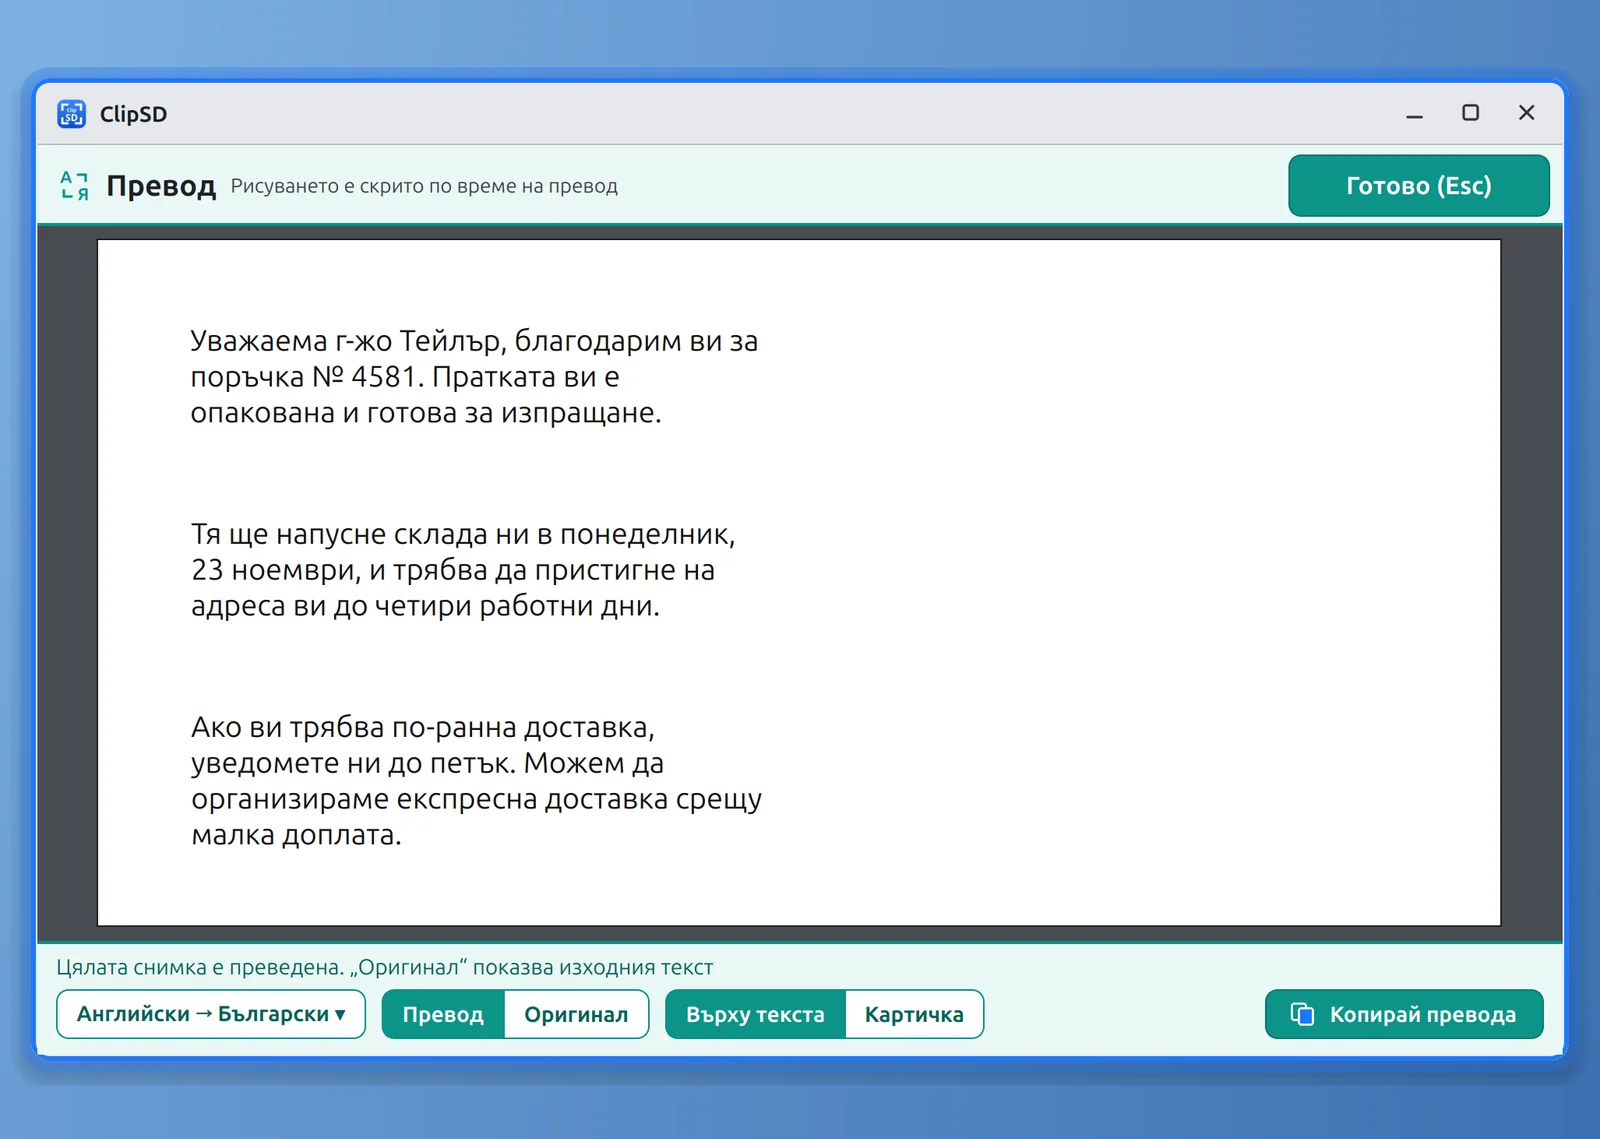 ClipSD
Превод Рисуването е скрито по време на превод
Готово (Esc)
Уважаема г-жо Тейлър, благодарим ви за
поръчка № 4581. Пратката ви е
опакована и готова за изпращане.
Тя ще напусне склада ни в понеделник,
23 ноември, и трябва да пристигне на
адреса ви до четири работни дни.
Ако ви трябва по-ранна доставка,
уведомете ни до петък. Можем да
организираме експресна доставка срещу
малка доплата.
Цялата снимка е преведена. „Оригинал“ показва изходния текст
Английски → Български ▾
Превод Оригинал
Върху текста Картичка
Копирай превода